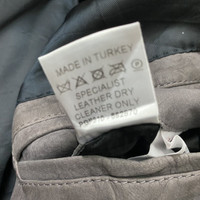 MADE IN TURKEY
SPECIALIST
LEATHER DRY
CLEANER ONLY